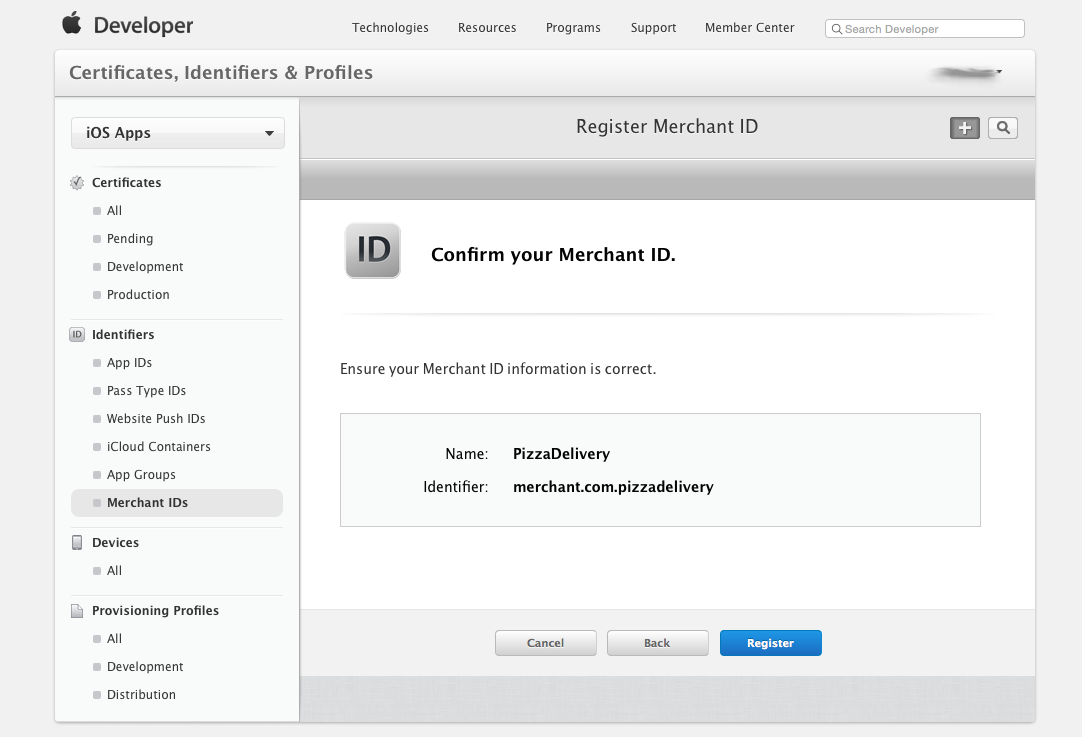 Developer
Technologies Resources Programs Support Member Center Search Developer
Certificates, Identifiers & Profiles
iOS Apps
Register Merchant ID
Certificates
All
Pending
Development
Production
ID Identifiers
App IDs
Pass Type IDs
Website Push IDs
iCloud Containers
App Groups
Merchant IDs
Devices
All
Provisioning Profiles
All
Development
Distribution
ID Confirm your Merchant ID.
Ensure your Merchant ID information is correct.
Name: PizzaDelivery
Identifier: merchant.com.pizzadelivery
Cancel Back Register